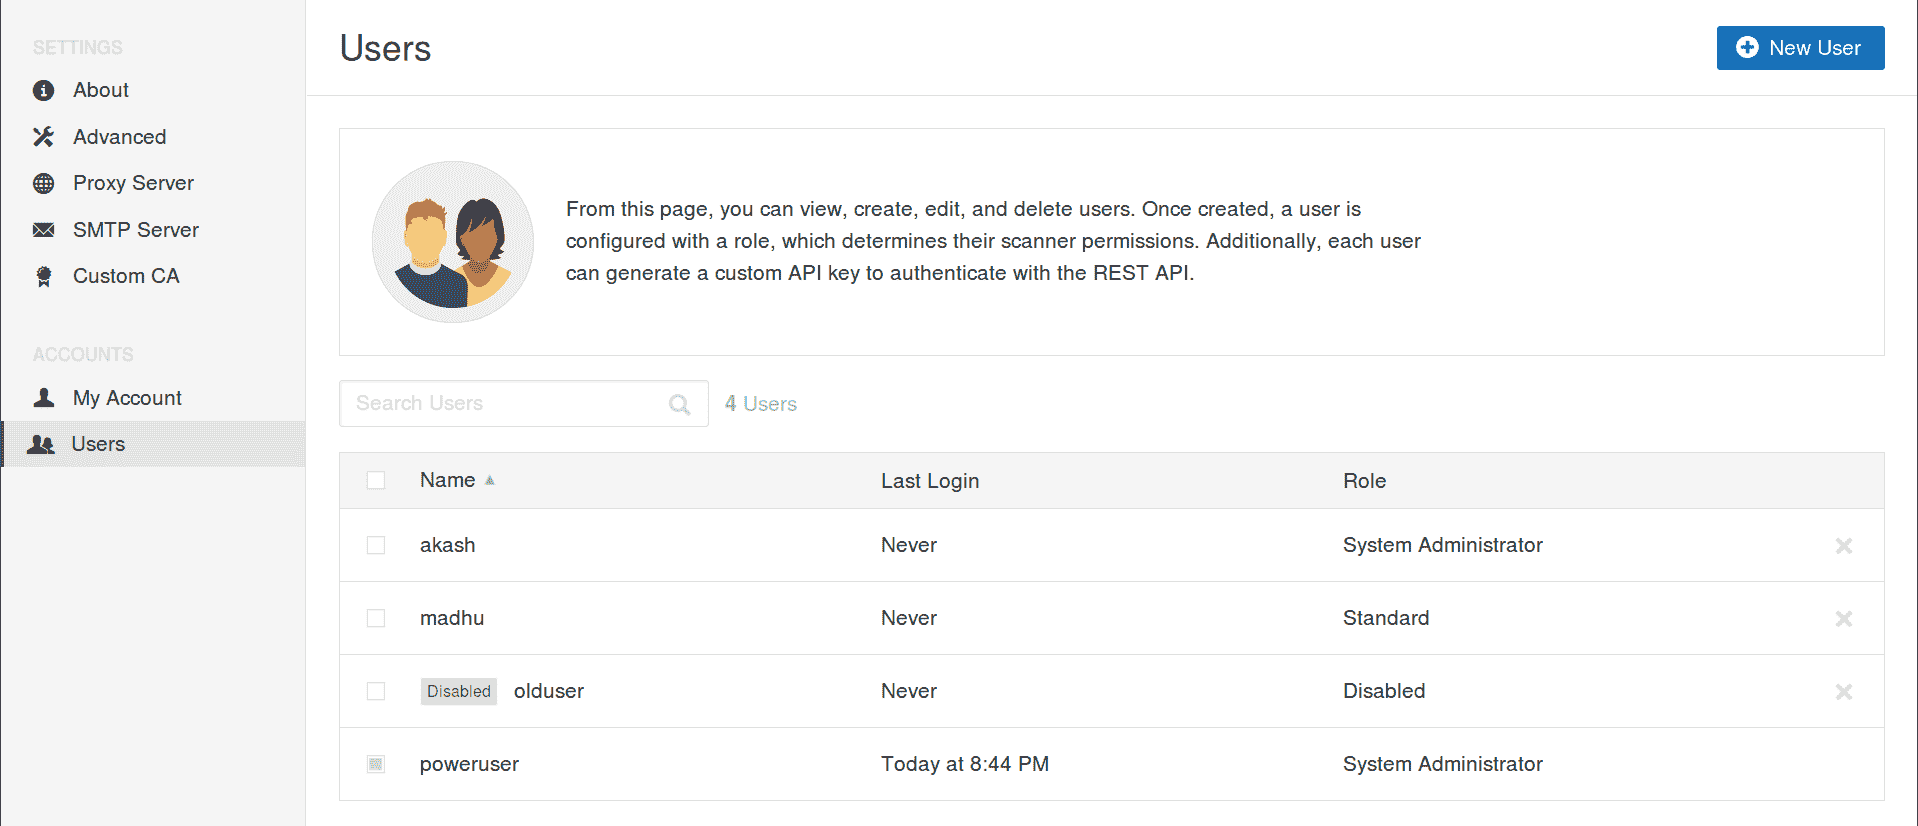 SETTINGS
About
Advanced
Proxy Server
SMTP Server
Custom CA
ACCOUNTS
My Account
Users
Users
New User
From this page, you can view, create, edit, and delete users. Once created, a user is
configured with a role, which determines their scanner permissions. Additionally, each user
can generate a custom API key to authenticate with the REST API.
Search Users
4 Users
Name Last Login Role
akash Never System Administrator
madhu Never Standard
Disabled olduser Never Disabled
poweruser Today at 8:44 PM System Administrator